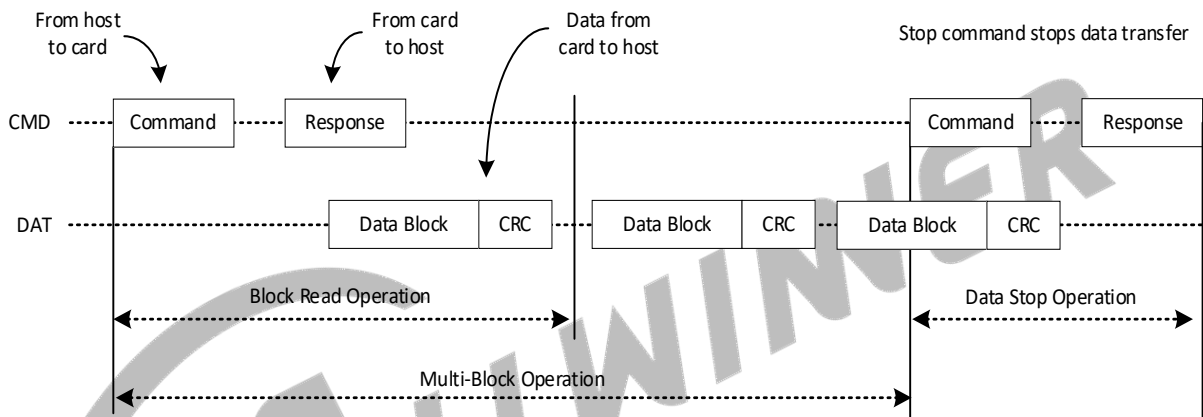 From host
to card
From card
to host
Data from
card to host
Stop command stops data transfer
CMD
Command
Response
Command
Response
DAT
Data Block
CRC
Data Block
CRC
Data Block
CRC
Block Read Operation
Data Stop Operation
Multi-Block Operation